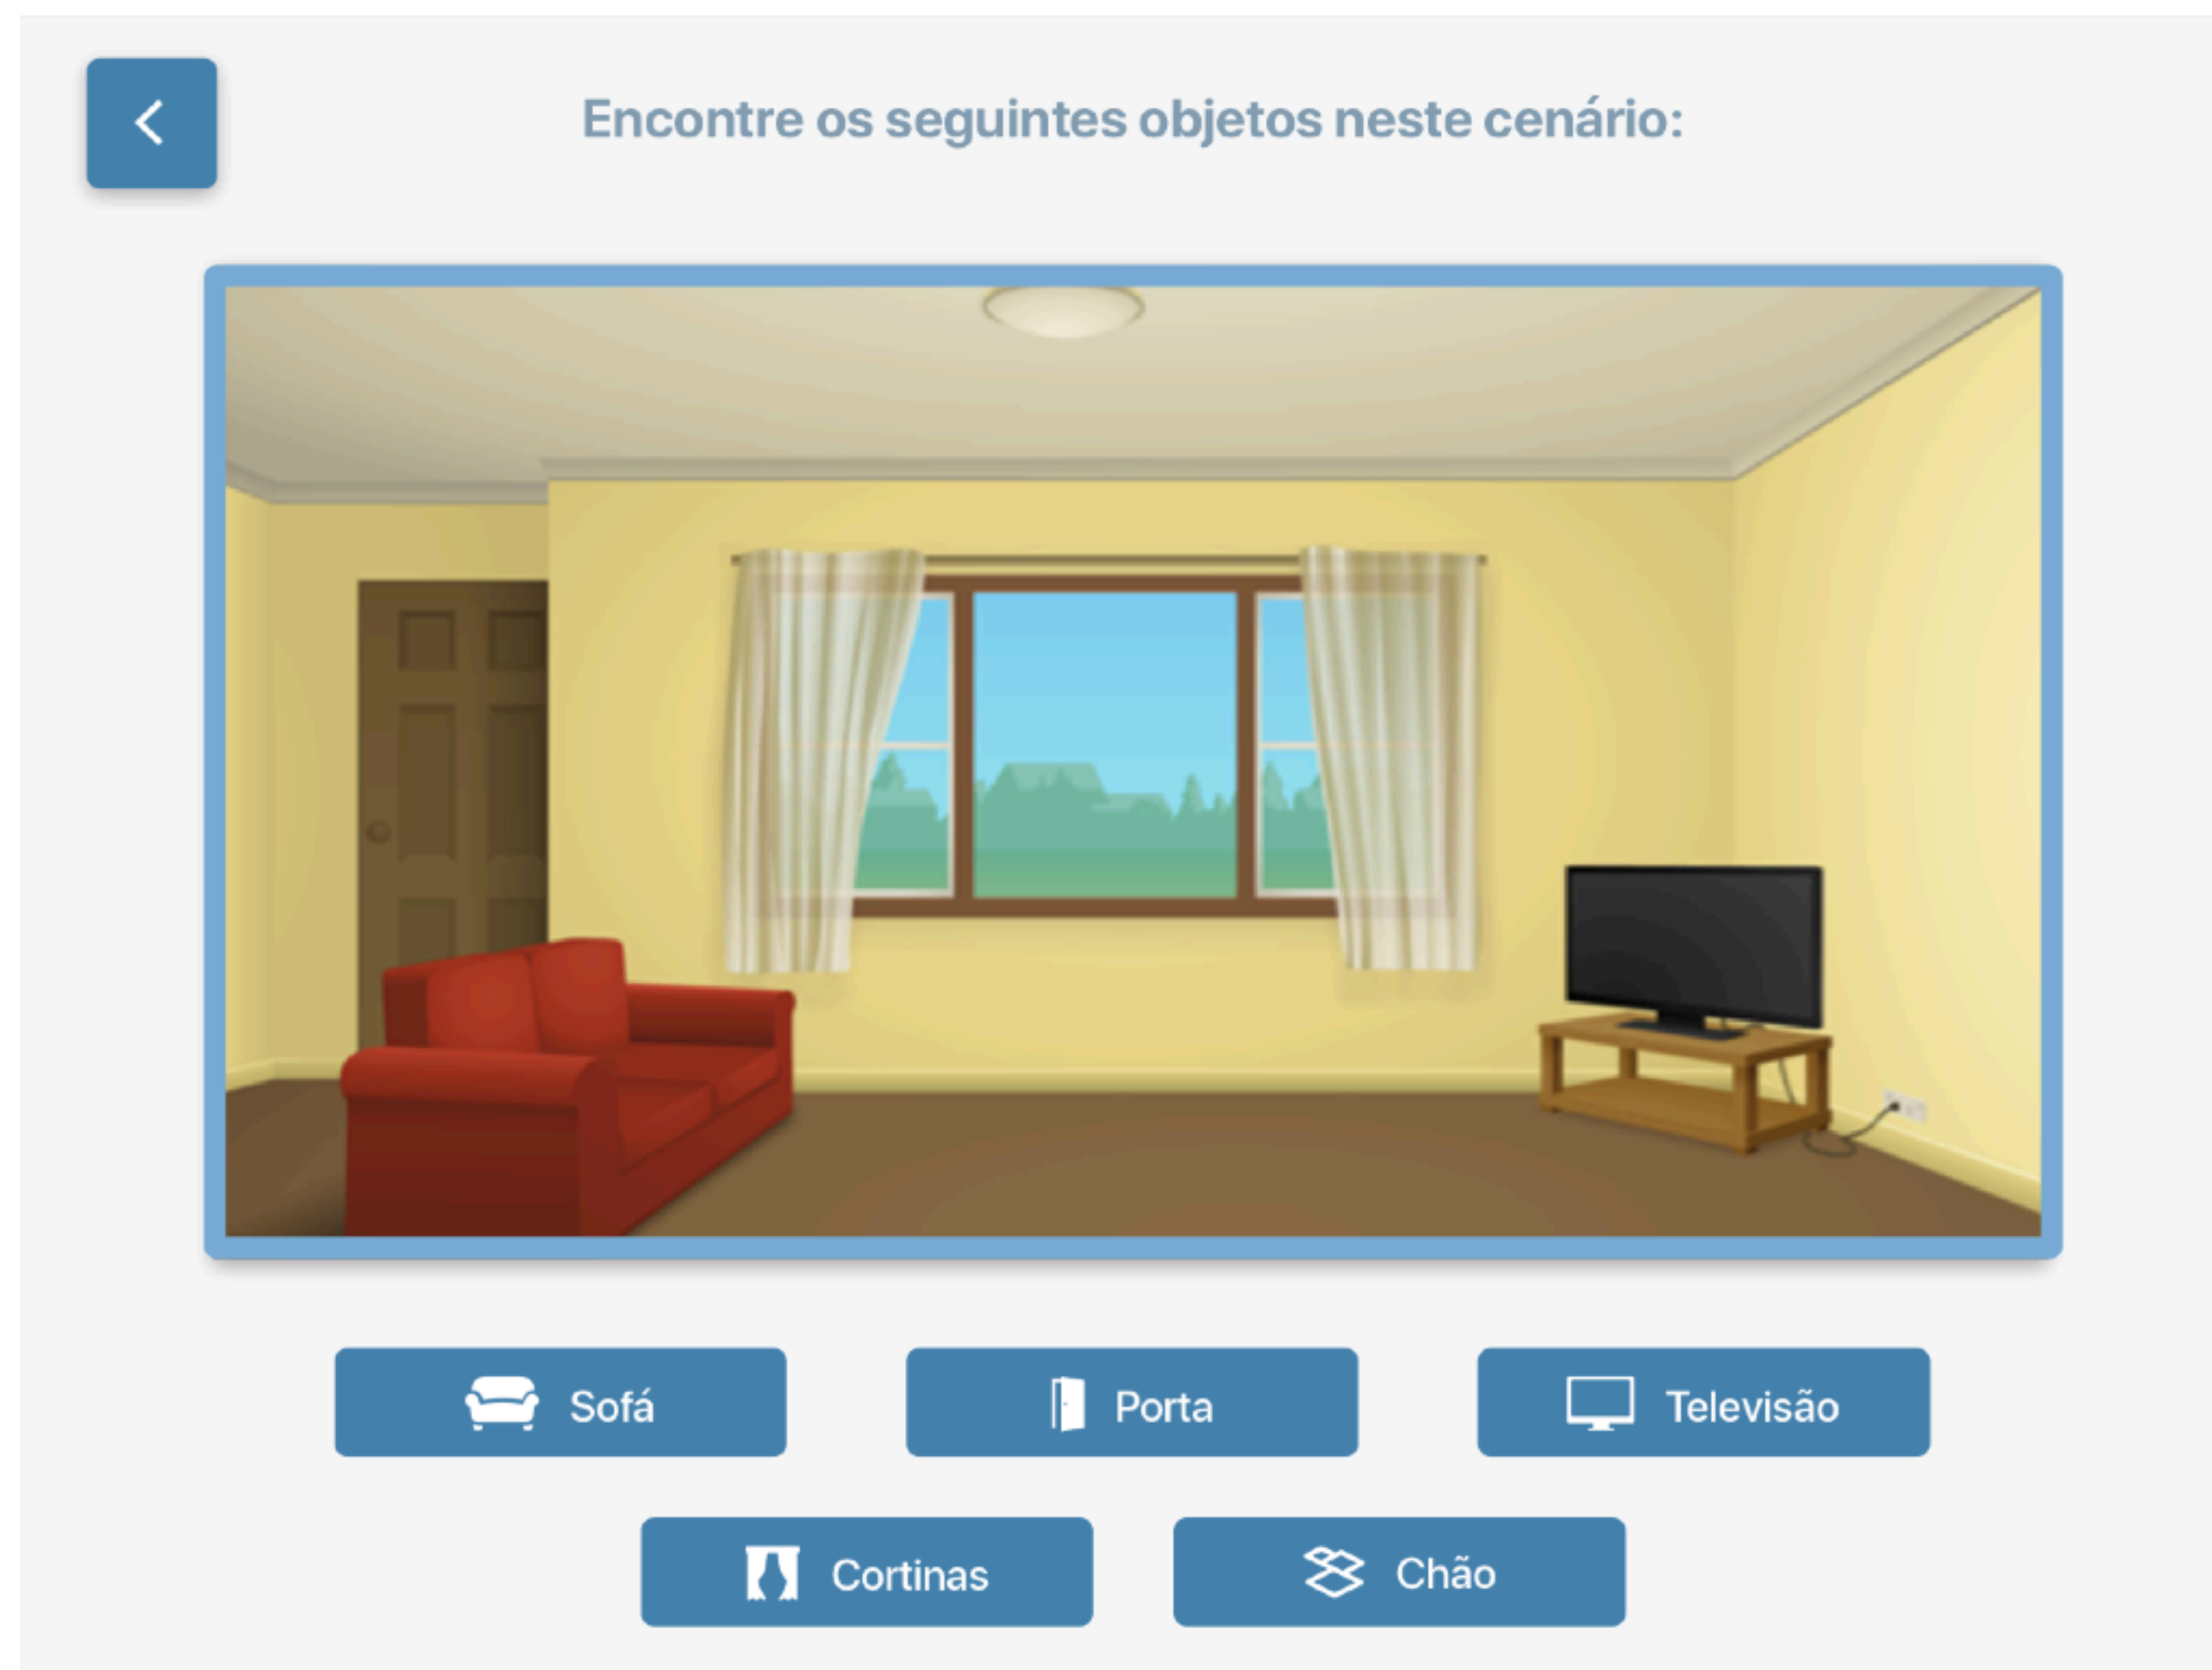 Encontre os seguintes objetos neste cenário:
Sofá
Porta
Televisão
Cortinas
Chão